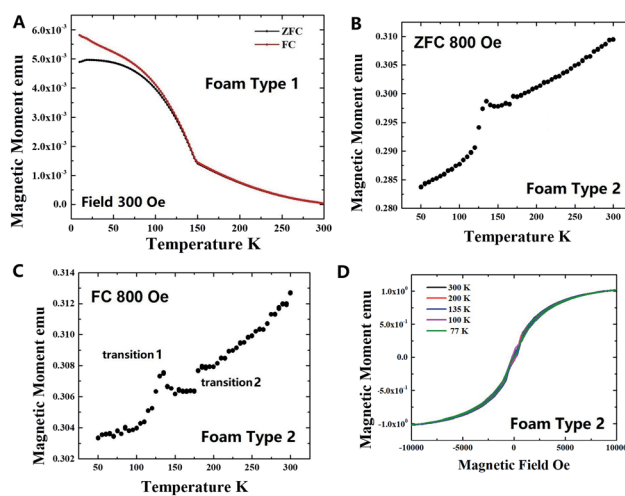 A
6.0x10⁻³
5.0x10⁻³
4.0x10⁻³
3.0x10⁻³
2.0x10⁻³
1.0x10⁻³
0.0
Magnetic Moment emu
ZFC
FC
Foam Type 1
Field 300 Oe
0 50 100 150 200 250 300
Temperature K
B
0.310
0.305
0.300
0.295
0.290
0.285
0.280
Magnetic Moment emu
ZFC 800 Oe
Foam Type 2
50 100 150 200 250 300
Temperature K
C
0.314
0.312
0.310
0.308
0.306
0.304
0.302
Magnetic Moment emu
FC 800 Oe
transition 1
transition 2
Foam Type 2
50 100 150 200 250 300
Temperature K
D
1.0x10⁰
5.0x10⁻¹
0.0
-5.0x10⁻¹
-1.0x10⁰
Magnetic Moment emu
300 K
200 K
135 K
100 K
77 K
Foam Type 2
-10000 -5000 0 5000 10000
Magnetic Field Oe